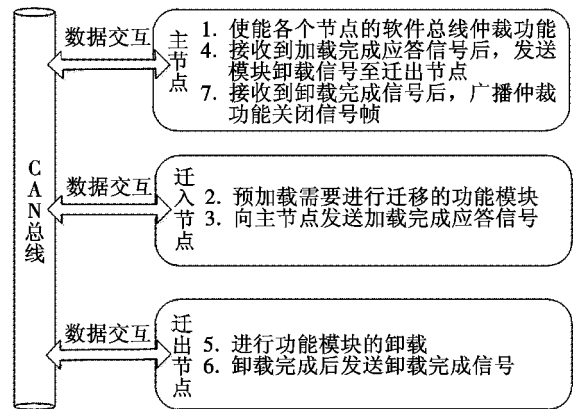 数据交互
主节点
1. 使能各个节点的软件总线仲裁功能
4. 接收到加载完成应答信号后，发送
模块卸载信号至迁出节点
7. 接收到卸载完成信号后，广播仲裁
功能关闭信号帧
CAN总线
数据交互
迁入节点
2. 预加载需要进行迁移的功能模块
3. 向主节点发送加载完成应答信号
数据交互
迁出节点
5. 进行功能模块的卸载
6. 卸载完成后发送卸载完成信号